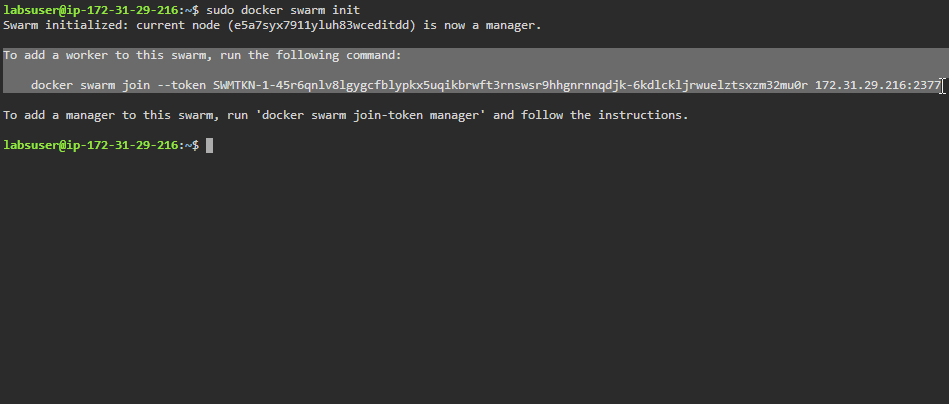 labsuser@ip-172-31-29-216:~$ sudo docker swarm init
Swarm initialized: current node (e5a7syx7911yluh83wceditdd) is now a manager.
To add a worker to this swarm, run the following command:
docker swarm join --token SWMTKN-1-45r6qnlv8lgygcfblypkx5uqikbrwft3rnswsr9hhgnrnnqdjk-6kdlckljrwuelztsxzm32mu0r 172.31.29.216:2377
To add a manager to this swarm, run 'docker swarm join-token manager' and follow the instructions.
labsuser@ip-172-31-29-216:~$